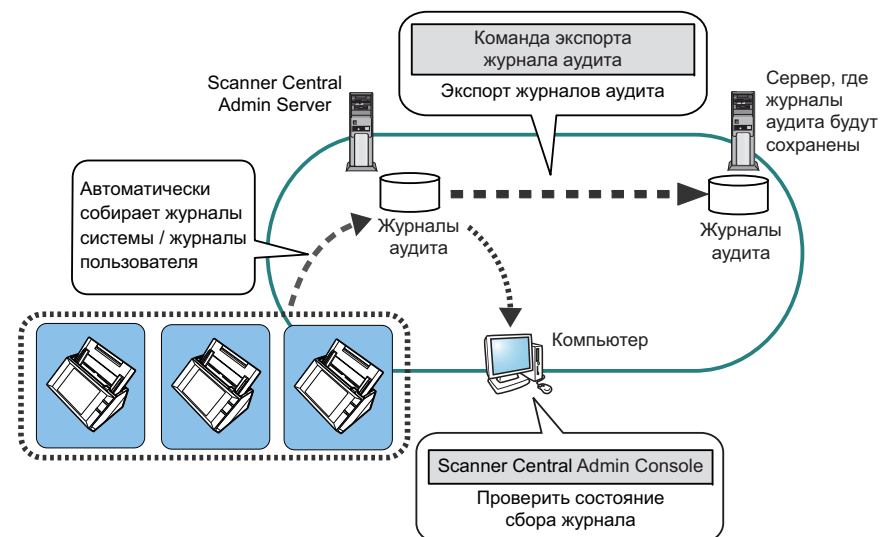 Команда экспорта
журнала аудита
Экспорт журналов аудита
Scanner Central
Admin Server
Сервер, где
журналы
аудита будут
сохранены
Автоматически
собирает журналы
системы / журналы
пользователя
Журналы
аудита
Журналы
аудита
Компьютер
Scanner Central Admin Console
Проверить состояние
сбора журнала